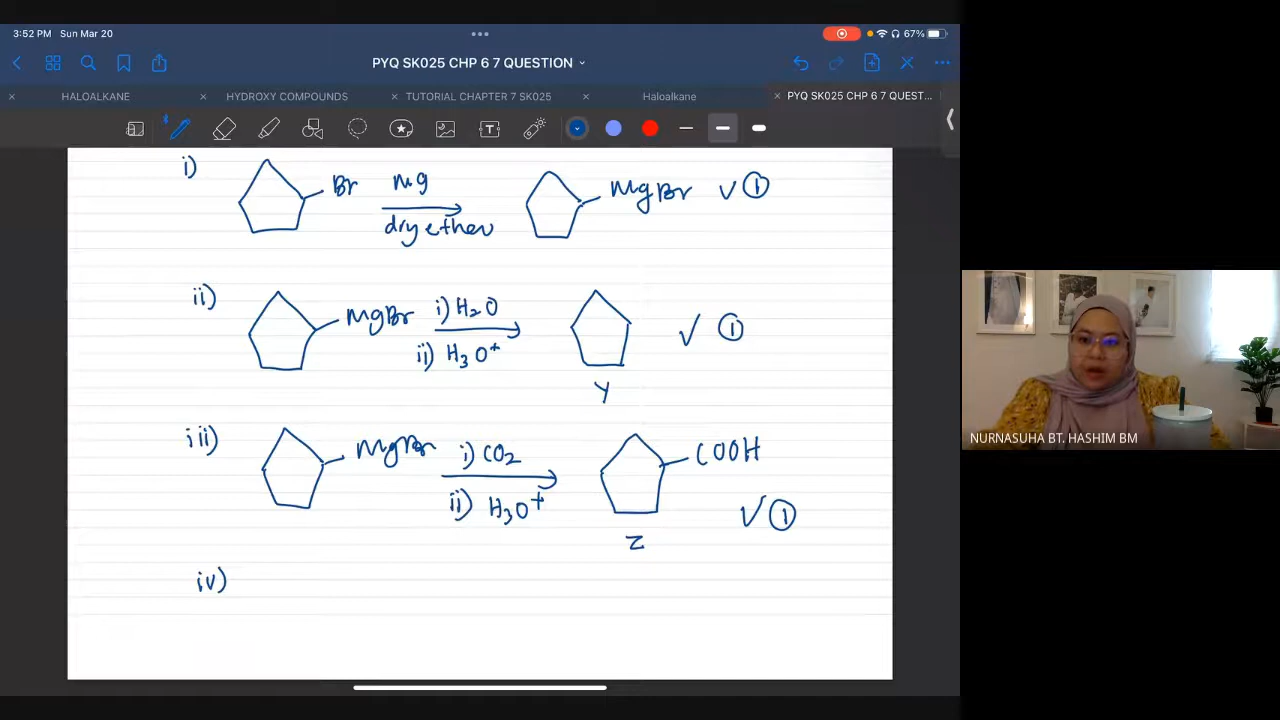 3:52 PM Sun Mar 20
67%
PYQ SK025 CHP 6 7 QUESTION
HALOALKANE
HYDROXY COMPOUNDS
TUTORIAL CHAPTER 7 SK025
Haloalkane
PYQ SK025 CHP 6 7 QUEST...
i)
Br
Mg
dry ether
MgBr ✓ ①
ii)
MgBr
i) H₂O
ii) H₃O⁺
✓ ①
Y
iii)
MgBr
i) CO₂
ii) H₃O⁺
COOH
✓ ①
Z
iv)
NURNASUHA BT. HASHIM BM